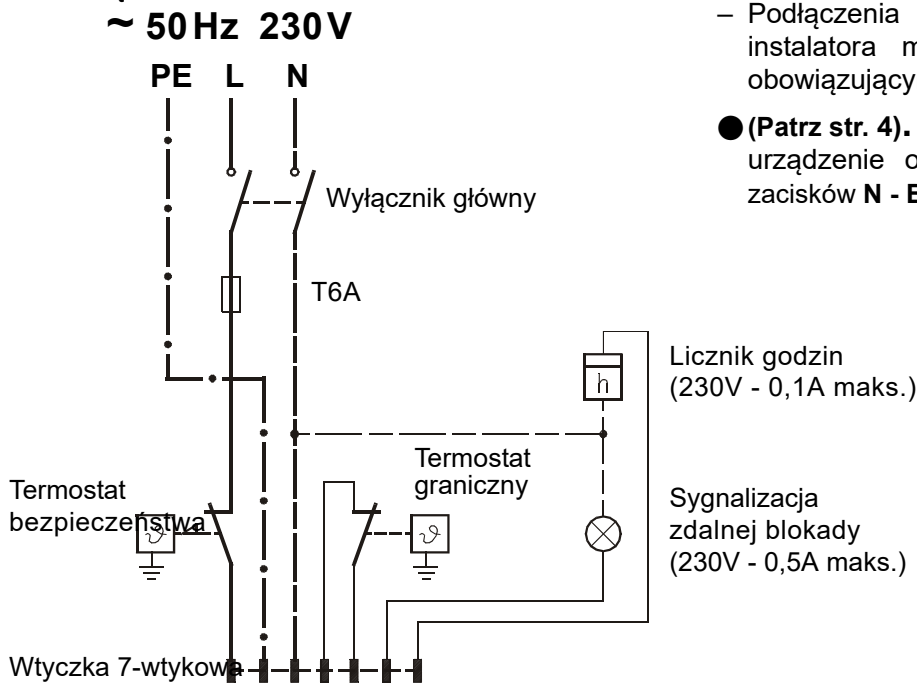 ~ 50 Hz 230 V
PE L N
Wyłącznik główny
T6A
Licznik godzin
(230V - 0,1A maks.)
h
Termostat
graniczny
Termostat
bezpieczeństwa
ϑ ϑ
Sygnalizacja
zdalnej blokady
(230V - 0,5A maks.)
Wtyczka 7-wtykowa
– Podłączenia
instalatora m
obowiązujący
● (Patrz str. 4).
urządzenie o
zacisków N - E